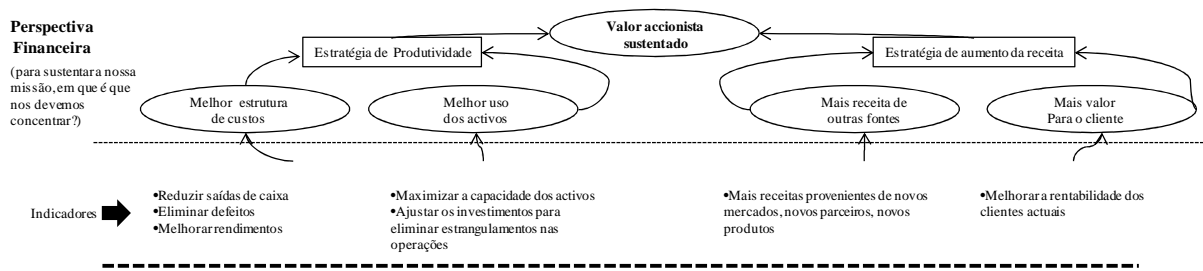 Perspectiva
Financeira
(para sustentar a nossa
missão, em que é que
nos devemos
concentrar?)
Valor accionista
sustentado
Estratégia de Produtividade
Estratégia de aumento da receita
Melhor estrutura
de custos
Melhor uso
dos activos
Mais receita de
outras fontes
Mais valor
Para o cliente
Indicadores
•Reduzir saídas de caixa
•Eliminar defeitos
•Melhorar rendimentos
•Maximizar a capacidade dos activos
•Ajustar os investimentos para
eliminar estrangulamentos nas
operações
•Mais receitas provenientes de novos
mercados, novos parceiros, novos
produtos
•Melhorar a rentabilidade dos
clientes actuais